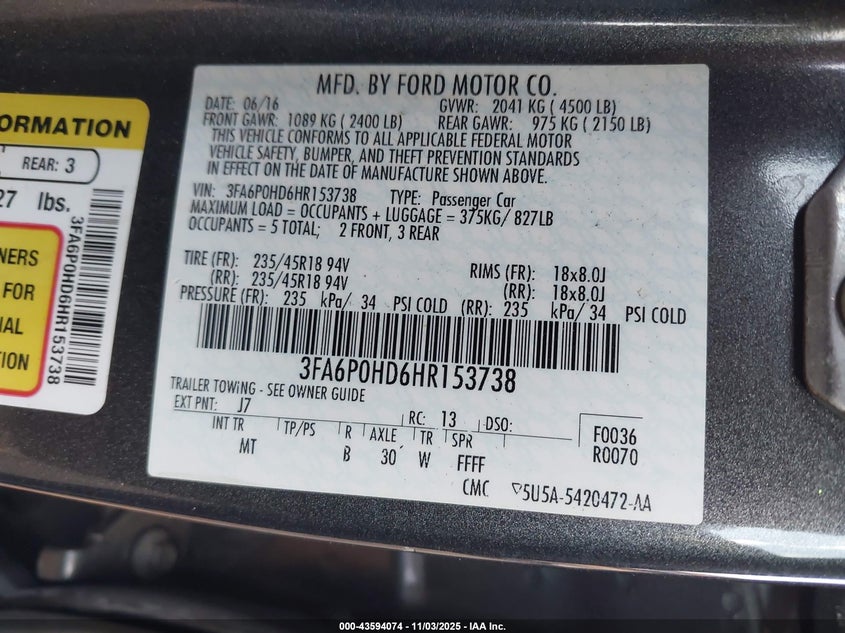 MFD. BY FORD MOTOR CO.
DATE: 06/16 GVWR: 2041 KG ( 4500 LB)
FRONT GAWR: 1089 KG ( 2400 LB) REAR GAWR: 975 KG ( 2150 LB)
THIS VEHICLE CONFORMS TO ALL APPLICABLE FEDERAL MOTOR
VEHICLE SAFETY, BUMPER, AND THEFT PREVENTION STANDARDS
IN EFFECT ON THE DATE OF MANUFACTURE SHOWN ABOVE.
VIN: 3FA6P0HD6HR153738 TYPE: Passenger Car
MAXIMUM LOAD = OCCUPANTS + LUGGAGE = 375KG/ 827LB
OCCUPANTS = 5 TOTAL; 2 FRONT, 3 REAR
TIRE (FR): 235/45R18 94V RIMS (FR): 18x8.0J
(RR): 235/45R18 94V (RR): 18x8.0J
PRESSURE (FR): 235 kPa/ 34 PSI COLD (RR): 235 kPa/ 34 PSI COLD
3FA6P0HD6HR153738
TRAILER TOWING - SEE OWNER GUIDE
EXT PNT: J7 RC: 13 DSO:
INT TR TP/PS R AXLE TR SPR F0036
MT B 30 W FFFF R0070
CMC 5U5A-5420472-AA
ORMATION
REAR: 3
27 lbs.
NERS
FOR
IAL
TION
3FA6P0HD6HR153738
000-43594074 | 11/03/2025 - IAA Inc.